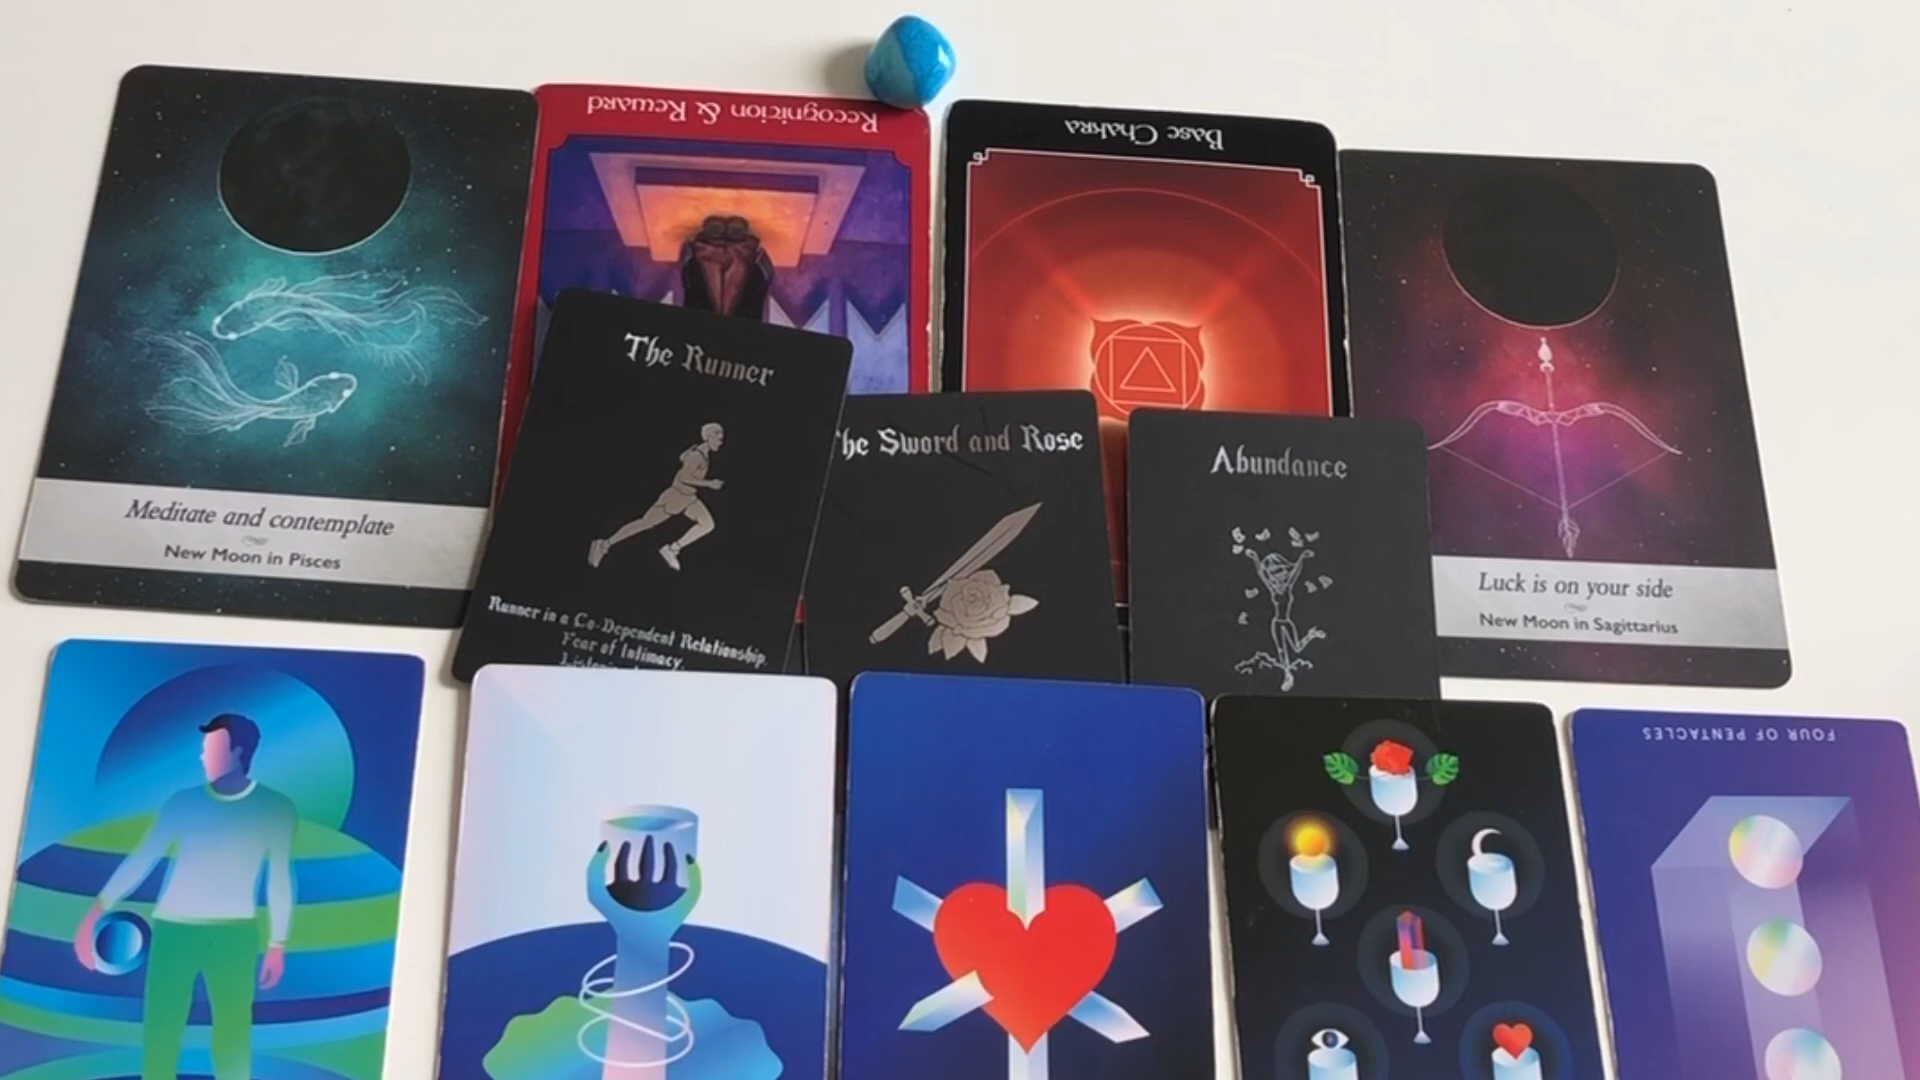 Recognition & Reward
Base Chakra
The Runner
he Sword and Rose
Abundance
Meditate and contemplate
New Moon in Pisces
Luck is on your side
New Moon in Sagittarius
Runner in a Co-Dependent Relationship.
Fear of Intimacy.
FOUR OF PENTACLES